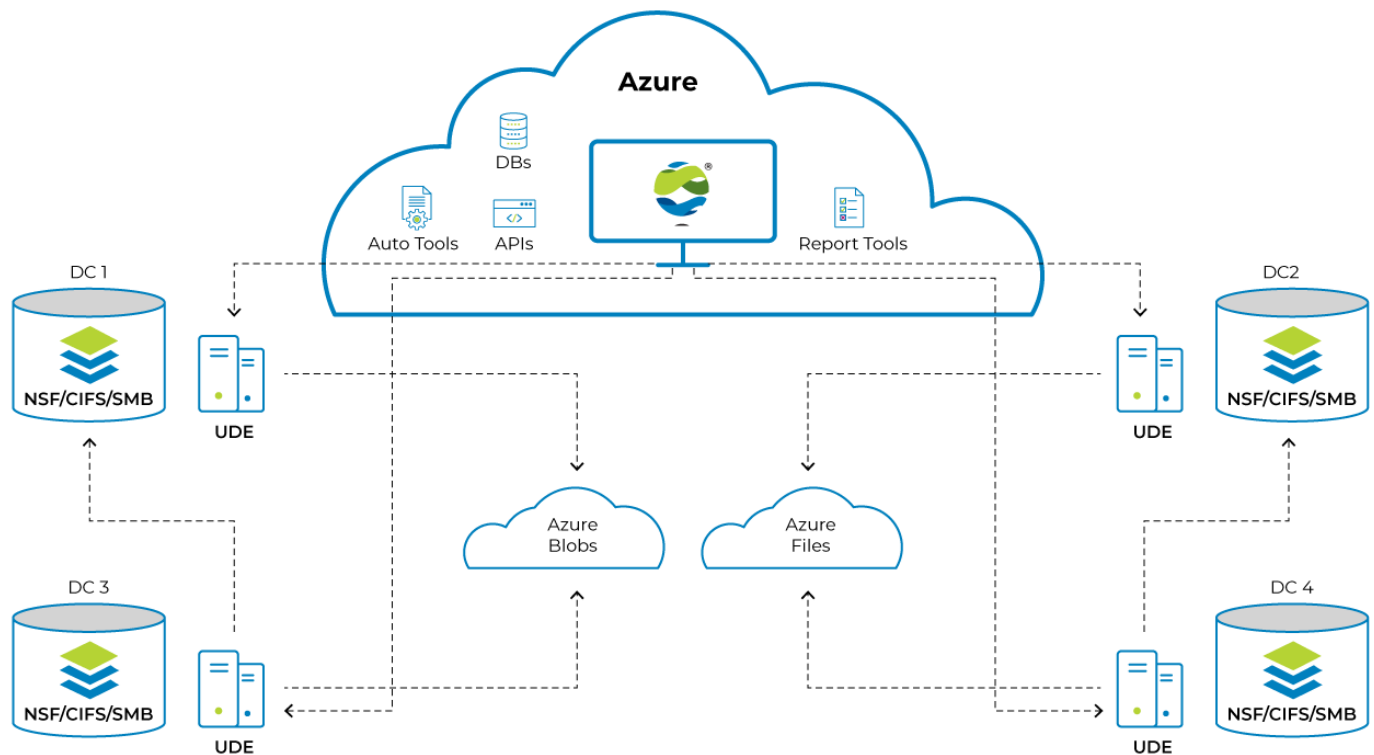 Azure
DBs
®
Auto Tools
APIs
Report Tools
DC 1
DC2
NSF/CIFS/SMB
UDE
UDE
NSF/CIFS/SMB
Azure
Blobs
Azure
Files
DC 3
DC 4
NSF/CIFS/SMB
UDE
UDE
NSF/CIFS/SMB